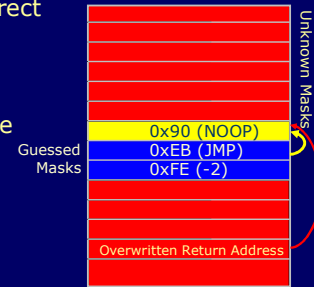 rect
e
Unknown Masks
0x90 (NOOP)
Guessed
Masks
0xEB (JMP)
0xFE (-2)
Overwritten Return Address